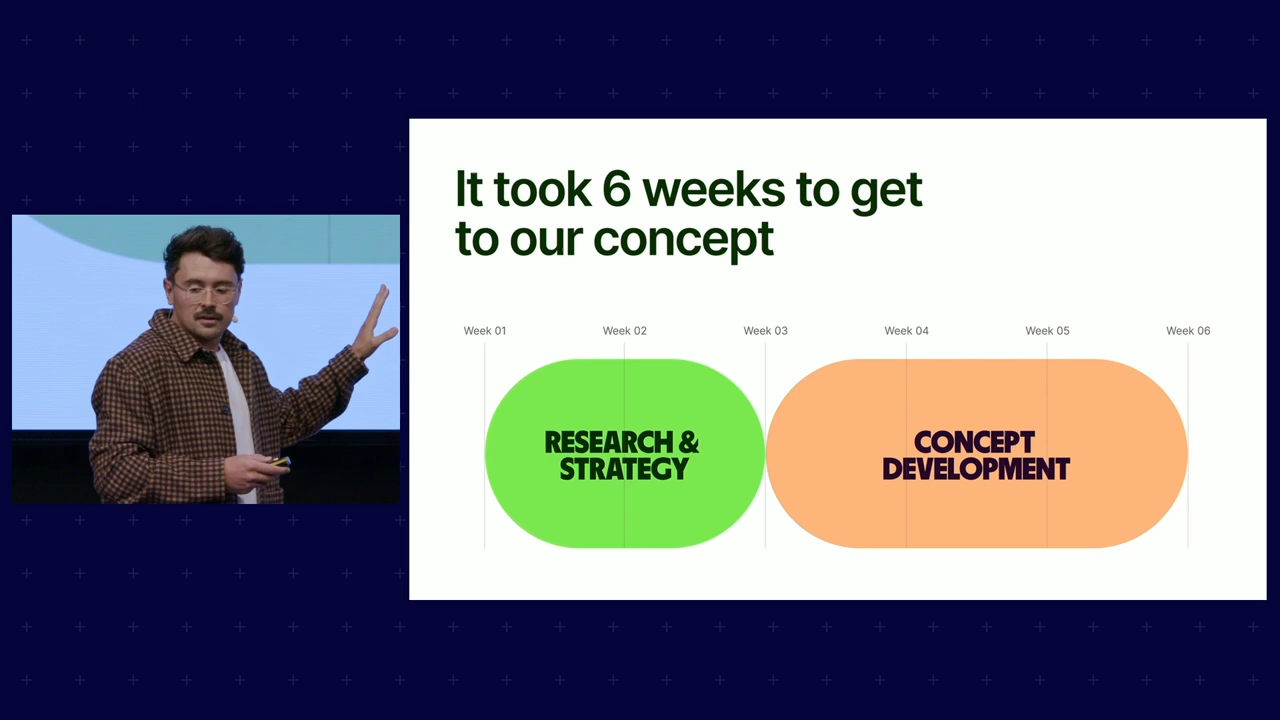 It took 6 weeks to get
to our concept
Week 01
Week 02
Week 03
Week 04
Week 05
Week 06
RESEARCH &
STRATEGY
CONCEPT
DEVELOPMENT